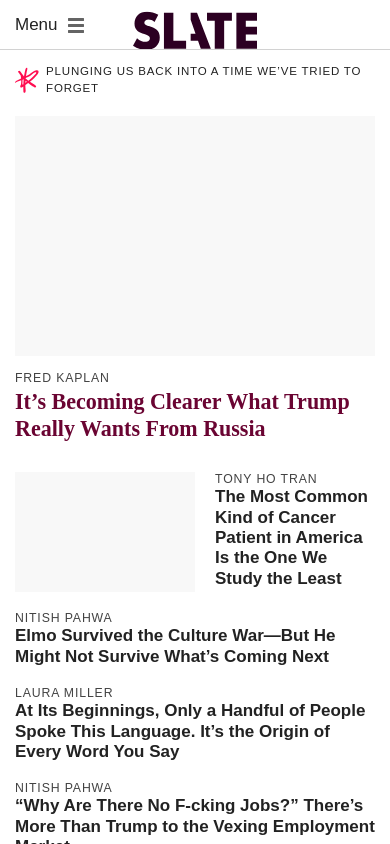 Menu
SLATE
PLUNGING US BACK INTO A TIME WE’VE TRIED TO
FORGET
FRED KAPLAN
It’s Becoming Clearer What Trump
Really Wants From Russia
TONY HO TRAN
The Most Common
Kind of Cancer
Patient in America
Is the One We
Study the Least
NITISH PAHWA
Elmo Survived the Culture War—But He
Might Not Survive What’s Coming Next
LAURA MILLER
At Its Beginnings, Only a Handful of People
Spoke This Language. It’s the Origin of
Every Word You Say
NITISH PAHWA
“Why Are There No F-cking Jobs?” There’s
More Than Trump to the Vexing Employment
Market